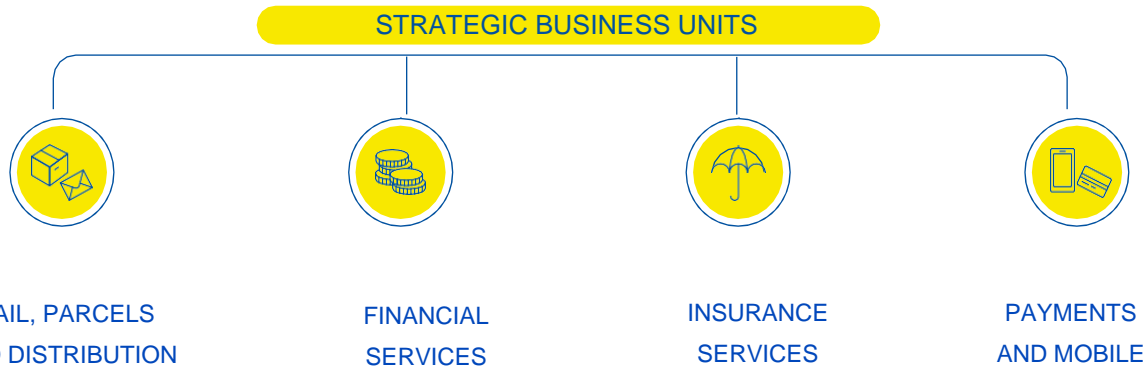 STRATEGIC BUSINESS UNITS
AIL, PARCELS
DISTRIBUTION
FINANCIAL
SERVICES
INSURANCE
SERVICES
PAYMENTS
AND MOBILE